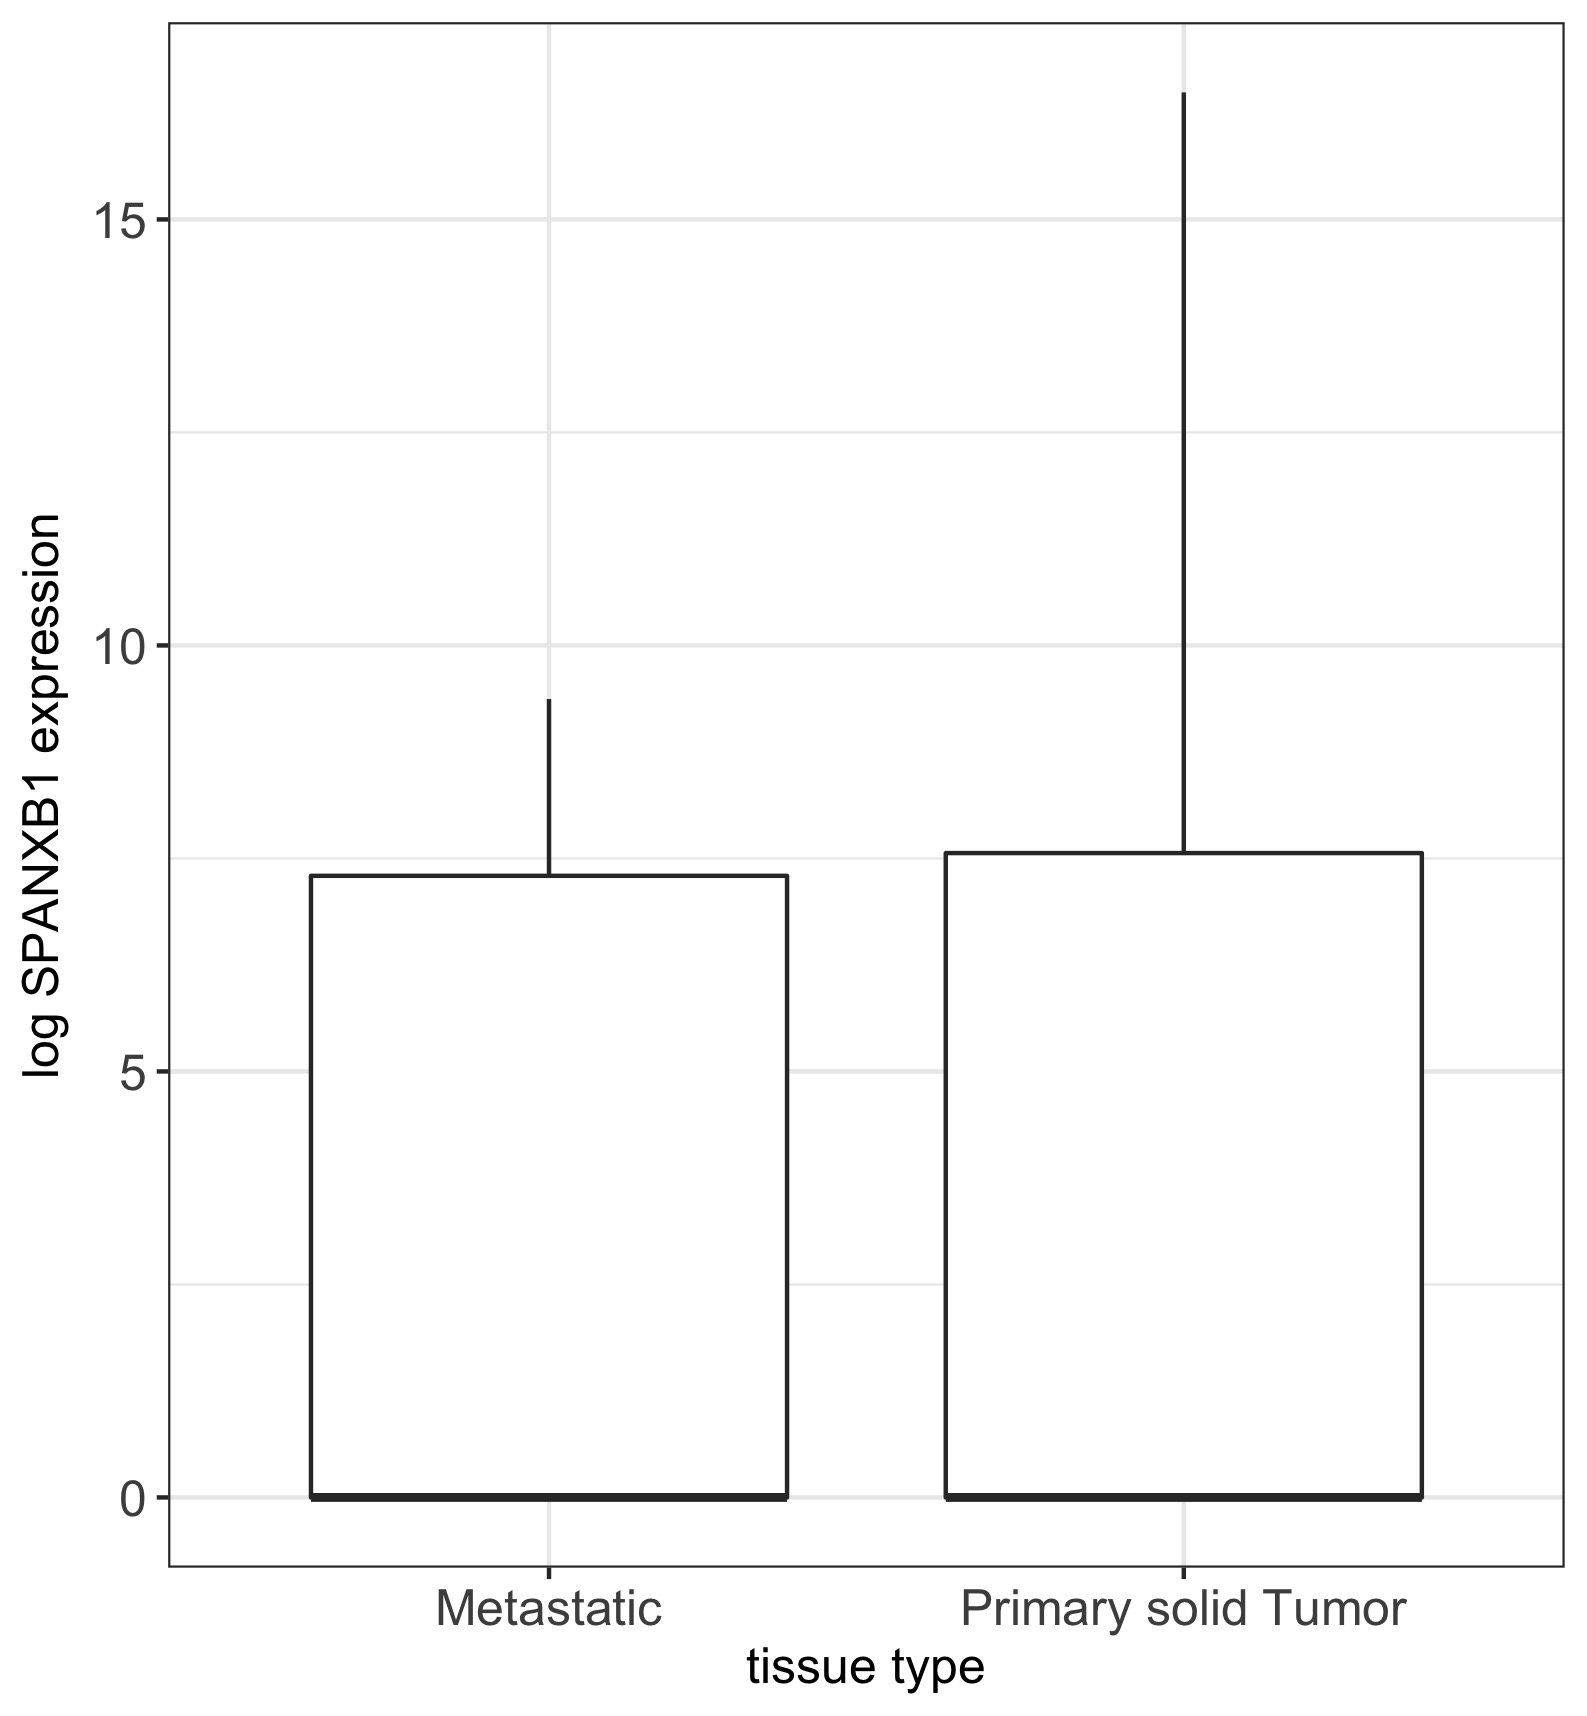 log SPANXB1 expression
15
10
5
0
Metastatic
Primary solid Tumor
tissue type